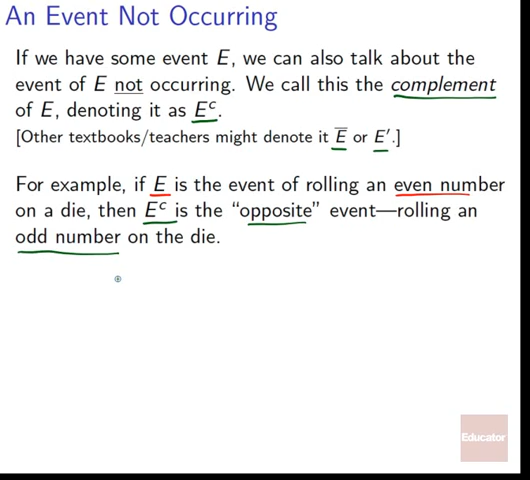 An Event Not Occurring
If we have some event E, we can also talk about the
event of E not occurring. We call this the complement
of E, denoting it as Eᶜ.
[Other textbooks/teachers might denote it E̅ or E′.]
For example, if E is the event of rolling an even number
on a die, then Eᶜ is the “opposite” event—rolling an
odd number on the die.
Educator